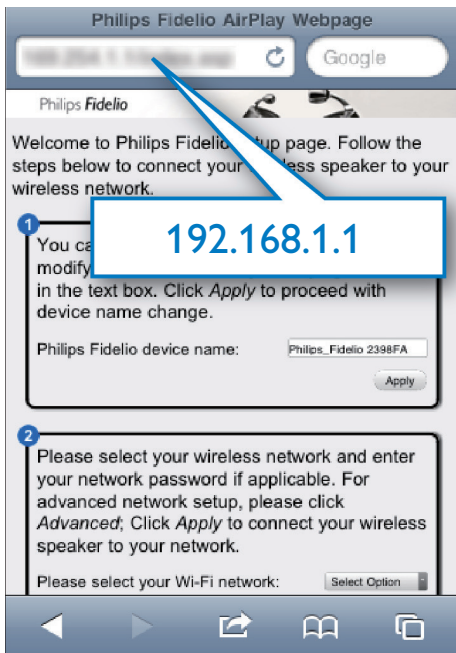 Philips Fidelio AirPlay Webpage
Google
Philips Fidelio
Welcome to Philips Fidelio up page. Follow the
steps below to connect your ess speaker to your
wireless network.
192.168.1.1
1
You ca
modify
in the text box. Click Apply to proceed with
device name change.
Philips Fidelio device name: Philips_Fidelio 2398FA
Apply
2
Please select your wireless network and enter
your network password if applicable. For
advanced network setup, please click
Advanced; Click Apply to connect your wireless
speaker to your network.
Please select your Wi-Fi network: Select Option